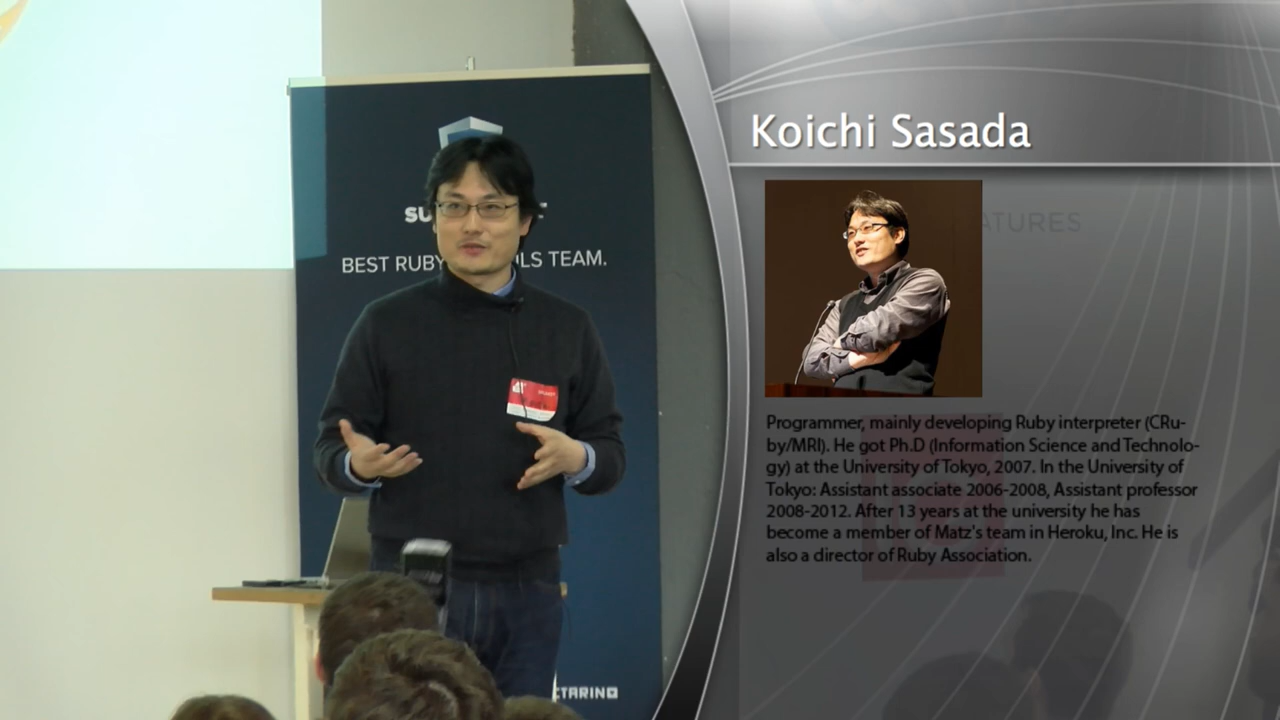 BEST RUBY
LS TEAM.
CTARINO
Koichi Sasada
ATURES
Programmer, mainly developing Ruby interpreter (CRu-
by/MRI). He got Ph.D (Information Science and Technolo-
gy) at the University of Tokyo, 2007. In the University of
Tokyo: Assistant associate 2006-2008, Assistant professor
2008-2012. After 13 years at the university he has
become a member of Matz's team in Heroku, Inc. He is
also a director of Ruby Association.